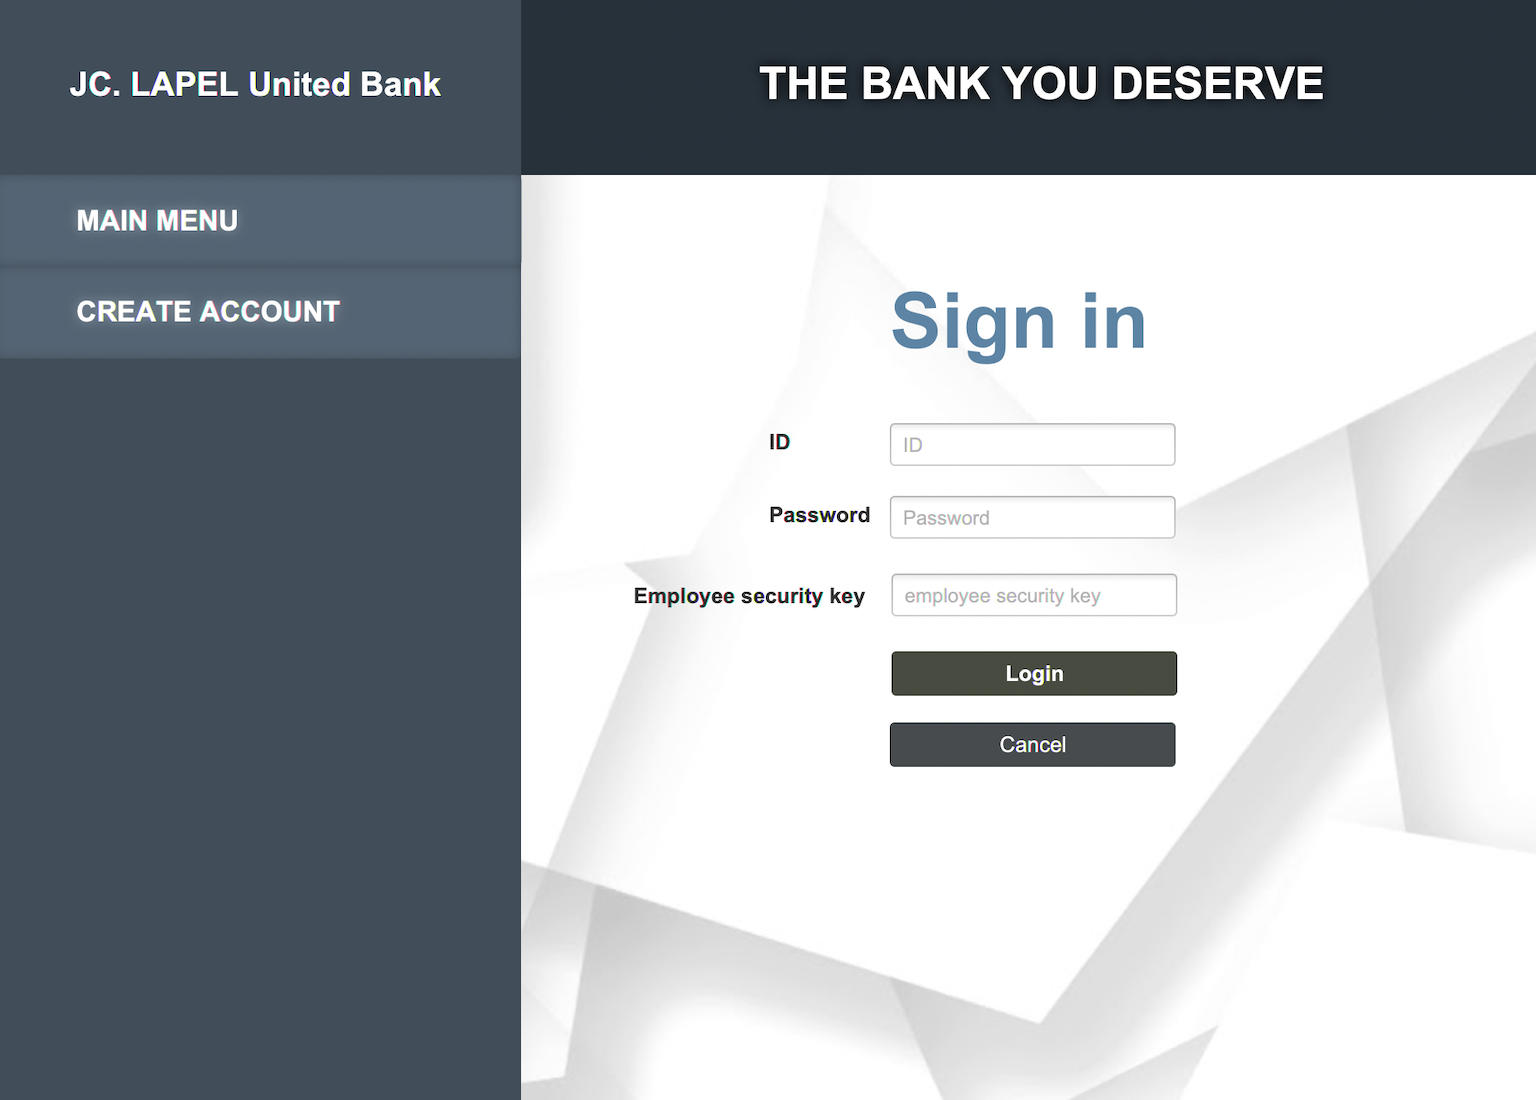 JC. LAPEL United Bank
THE BANK YOU DESERVE
MAIN MENU
CREATE ACCOUNT
Sign in
ID ID
Password Password
Employee security key employee security key
Login
Cancel